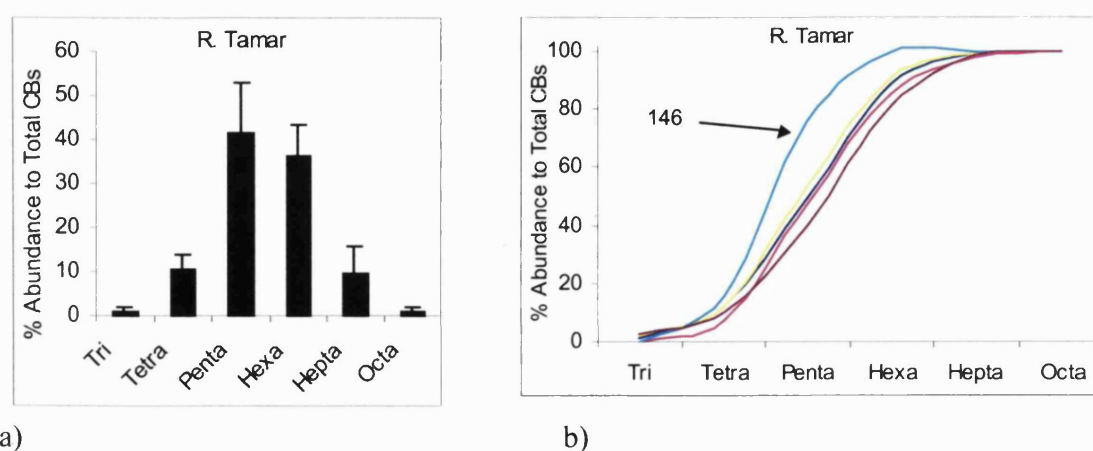 R. Tamar
% Abundance to Total CBs
60
50
40
30
20
10
0
Tri
Tetra
Penta
Hexa
Hepta
Octa
a)
R. Tamar
% Abundance to Total CBs
100
80
60
40
20
0
146
Tri
Tetra
Penta
Hexa
Hepta
Octa
b)